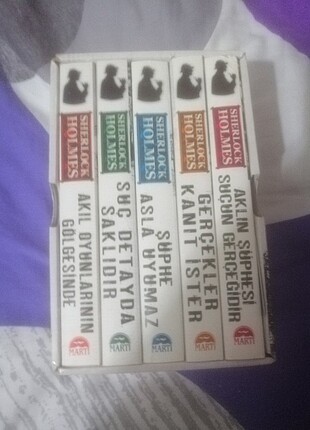 SHERLOCK
HOLMES
AKIL OYUNLARININ
GÖLGESİNDE
MARTI
SHERLOCK
HOLMES
SUÇ DETAYDA
SAKLIDIR
MARTI
SHERLOCK
HOLMES
ŞÜPHE
ASLA UYUMAZ
MARTI
SHERLOCK
HOLMES
GERÇEKLER
KANIT İSTER
MARTI
SHERLOCK
HOLMES
AKLIN ŞÜPHESİ
SUÇUN GERÇEĞİDİR
MARTI